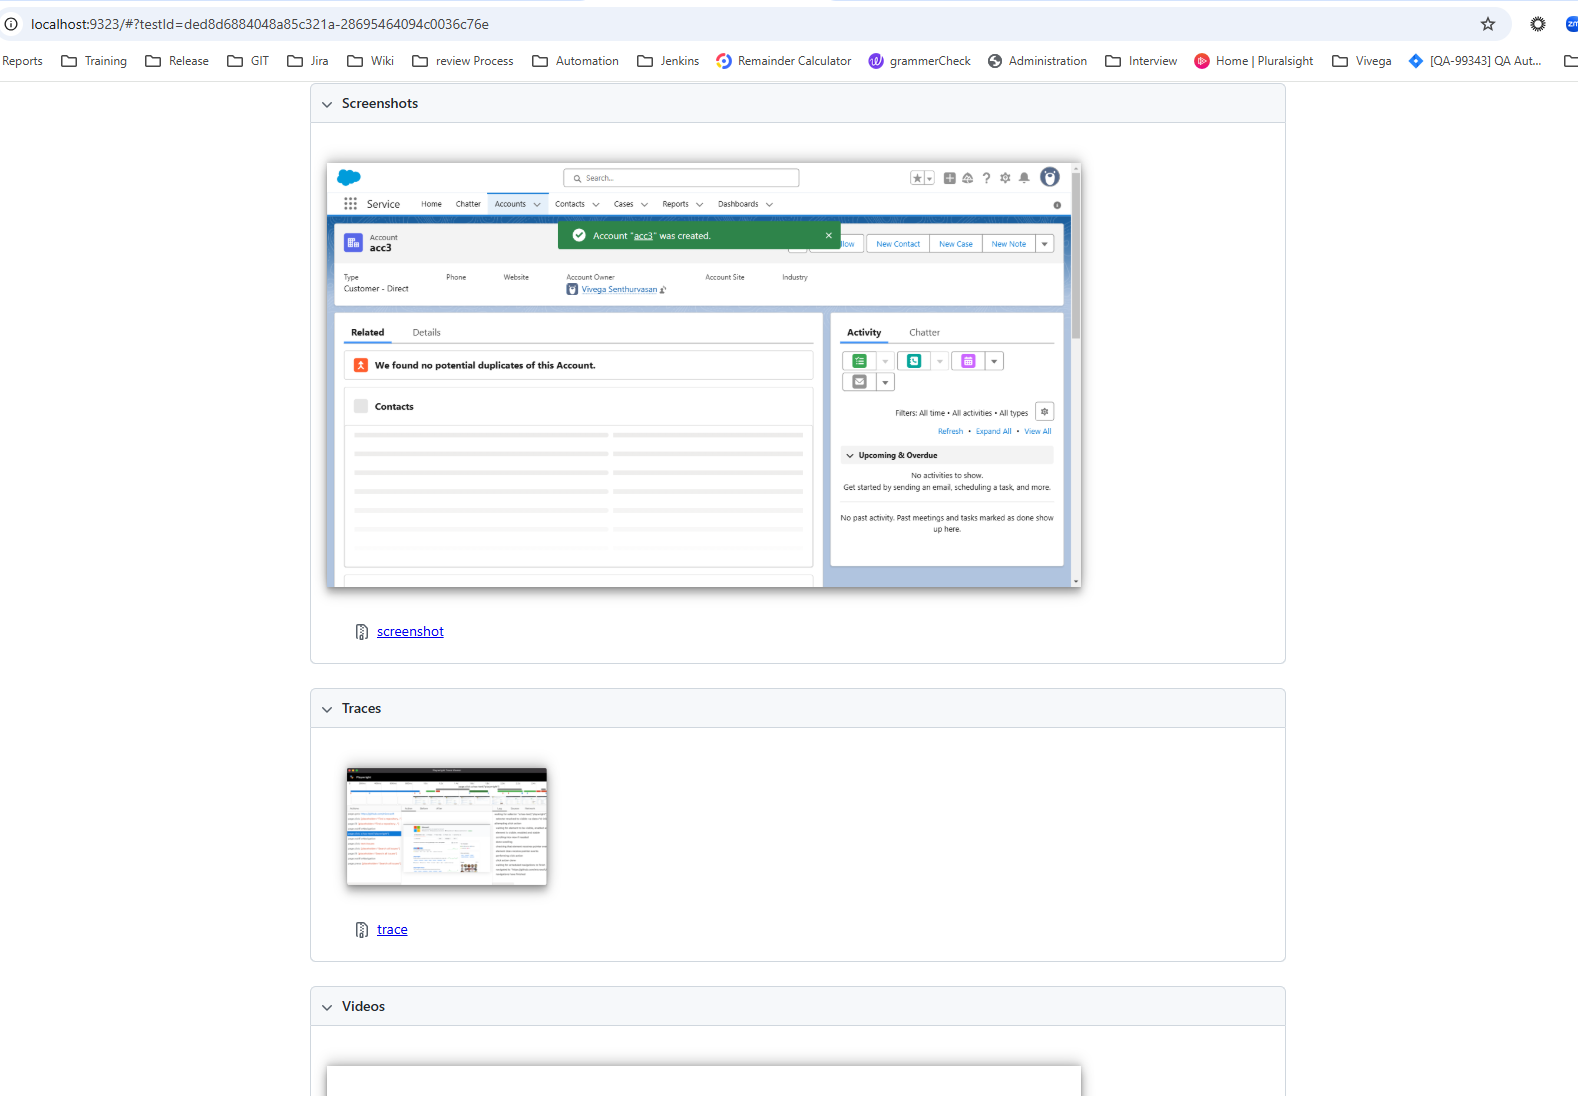 localhost:9323/#?testId=ded8d6884048a85c321a-28695464094c0036c76e
Reports Training Release GIT Jira Wiki review Process Automation Jenkins Remainder Calculator grammerCheck Administration Interview Home | Pluralsight Vivega [QA-99343] QA Aut...
Screenshots
Search...
Service Home Chatter Accounts Contacts Cases Reports Dashboards
Account "acc3" was created.
Account
acc3
New Contact New Case New Note
Type Phone Website Account Owner Account Site Industry
Customer - Direct Vivega Senthurvasan
Related Details
Activity Chatter
We found no potential duplicates of this Account.
Contacts
Filters: All time • All activities • All types
Refresh • Expand All • View All
Upcoming & Overdue
No activities to show.
Get started by sending an email, scheduling a task, and more.
No past activity. Past meetings and tasks marked as done show
up here.
screenshot
Traces
trace
Videos